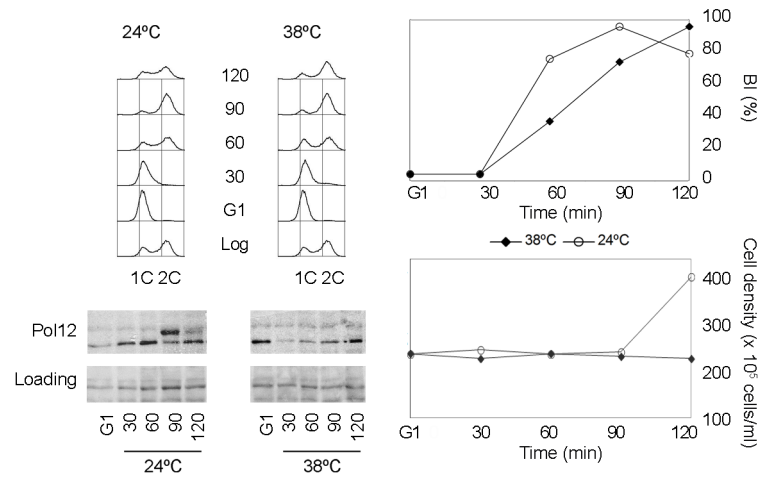 24ºC 38ºC
120
90
60
30
G1
Log
1C 2C 1C 2C
Pol12
Loading
G1 30 60 90 120 G1 30 60 90 120
24ºC 38ºC
100
80
60
40
20
0
BI (%)
G1 30 60 90 120
Time (min)
38ºC 24ºC
400
300
200
100
Cell density (x 10⁵ cells/ml)
G1 30 60 90 120
Time (min)